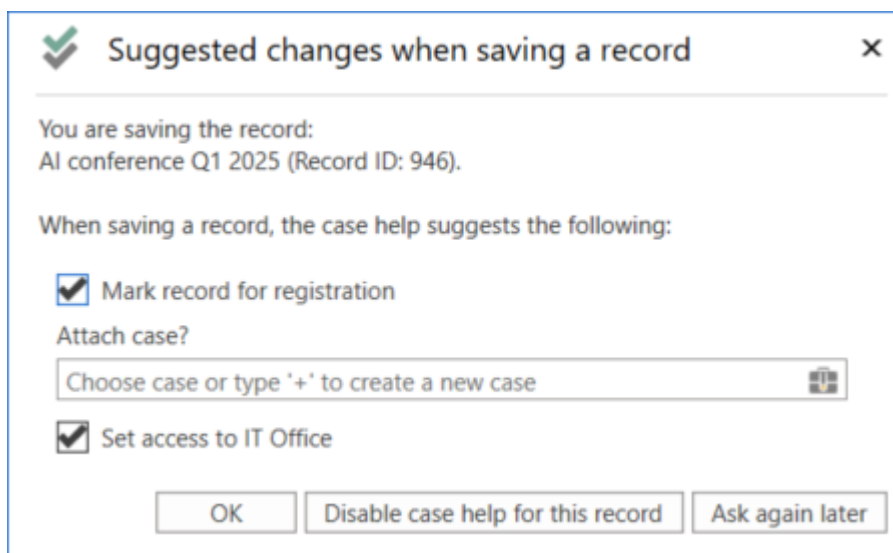 Suggested changes when saving a record
You are saving the record:
AI conference Q1 2025 (Record ID: 946).
When saving a record, the case help suggests the following:
Mark record for registration
Attach case?
Choose case or type '+' to create a new case
Set access to IT Office
OK
Disable case help for this record
Ask again later